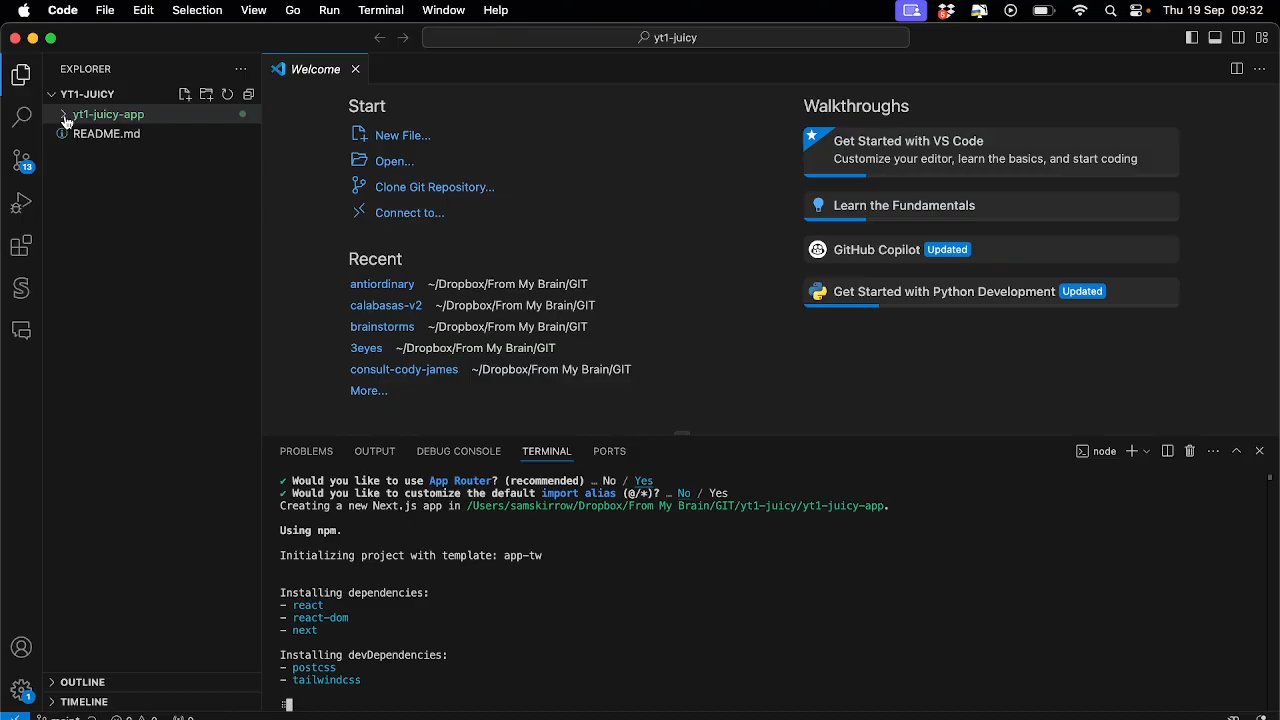 Code File Edit Selection View Go Run Terminal Window Help
5
Thu 19 Sep 09:32
yt1-juicy
EXPLORER
Welcome
YT1-JUICY
yt1-juicy-app
README.md
13
1
Start
New File...
Open...
Clone Git Repository...
Connect to...
Recent
antiordinary ~/Dropbox/From My Brain/GIT
calabasas-v2 ~/Dropbox/From My Brain/GIT
brainstorms ~/Dropbox/From My Brain/GIT
3eyes ~/Dropbox/From My Brain/GIT
consult-cody-james ~/Dropbox/From My Brain/GIT
More...
Walkthroughs
Get Started with VS Code
Customize your editor, learn the basics, and start coding
Learn the Fundamentals
GitHub Copilot Updated
Get Started with Python Development Updated
PROBLEMS OUTPUT DEBUG CONSOLE TERMINAL PORTS
node
✔ Would you like to use App Router? (recommended) … No / Yes
✔ Would you like to customize the default import alias (@/*)? … No / Yes
Creating a new Next.js app in /Users/samskirrow/Dropbox/From My Brain/GIT/yt1-juicy/yt1-juicy-app.
Using npm.
Initializing project with template: app-tw
Installing dependencies:
- react
- react-dom
- next
Installing devDependencies:
- postcss
- tailwindcss
OUTLINE
TIMELINE